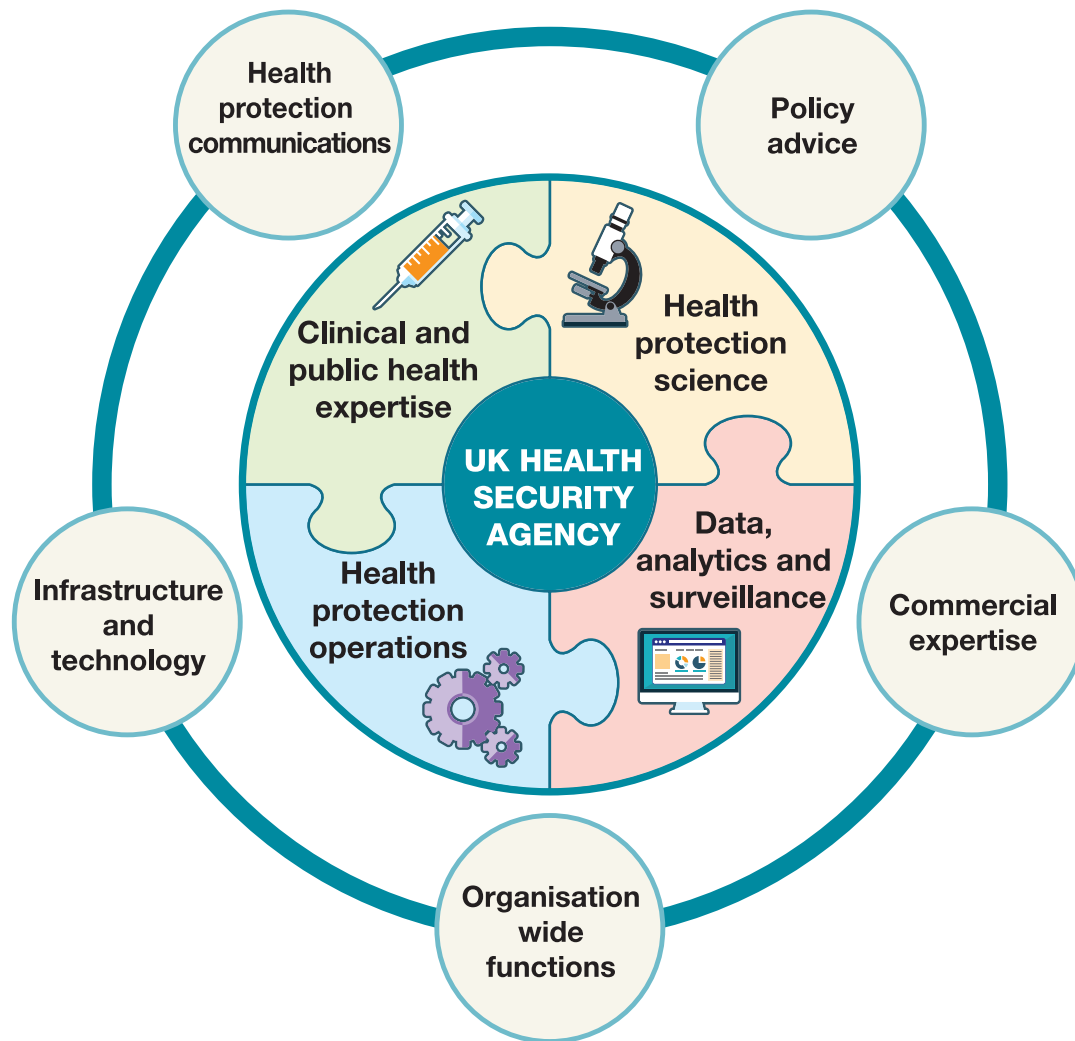 Health
protection
communications
Policy
advice
Clinical and
public health
expertise
Health
protection
science
UK HEALTH
SECURITY
AGENCY
Health
protection
operations
Data,
analytics and
surveillance
Infrastructure
and
technology
Commercial
expertise
Organisation
wide
functions